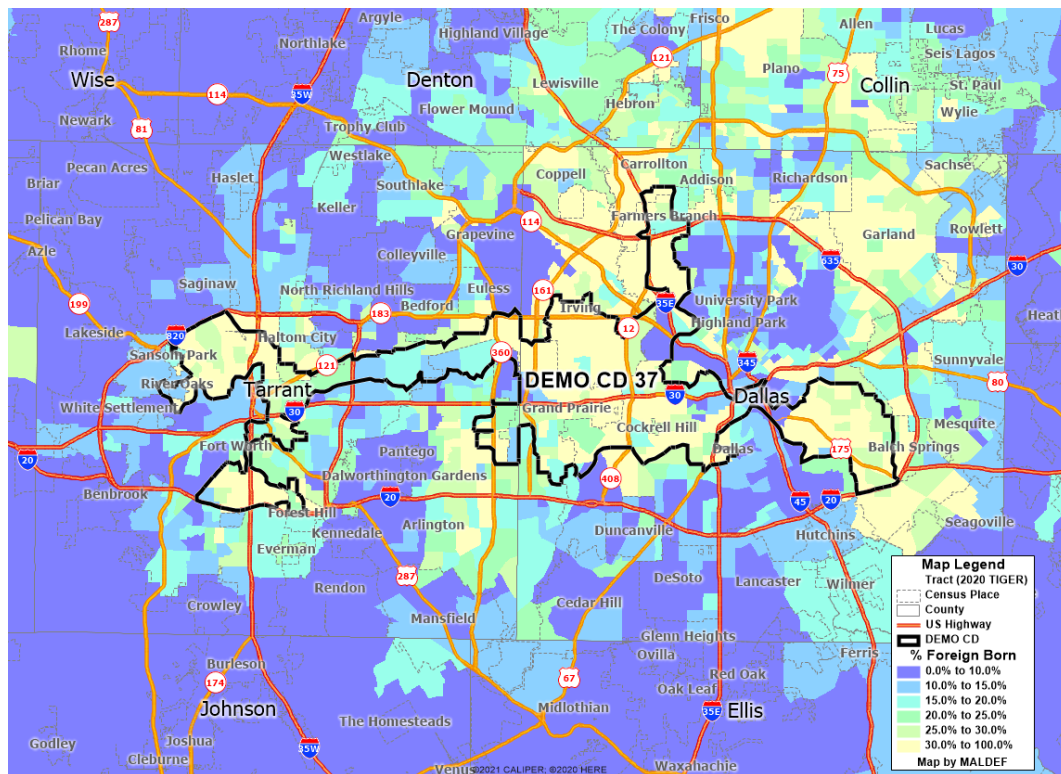 287
Rhome
Wise
114
Newark
81
Pecan Acres
Briar
Pelican Bay
Azle
199
Lakeside
Northlake
Argyle
35W
Haslet
Keller
Saginaw
Highland Village
Denton
Flower Mound
Trophy Club
Westlake
Southlake
Grapevine
Colleyville
The Colony
Frisco
121
Lewisville
Hebron
Plano
75
Allen
Lucas
Seis Lagos
Collin
St. Paul
Wylie
Carrollton
Coppell
Addison
Richardson
Sachse
114
Farmers Branch
Garland
Rowlett
635
30
North Richland Hills
183
Bedford
Euless
161
Irving
35E
University Park
12
Highland Park
Heath
820
Sansom Park
Haltom City
121
360
345
Sunnyvale
River Oaks
Tarrant
DEMO CD 37
30
Dallas
80
White Settlement
30
Grand Prairie
Cockrell Hill
Mesquite
Fort Worth
Pantego
Dallas
175
Balch Springs
20
Benbrook
Dalworthington Gardens
20
408
45
20
Forest Hill
Kennedale
Arlington
Duncanville
Hutchins
Seagoville
Everman
287
Rendon
DeSoto
Lancaster
Wilmer
Crowley
Mansfield
Cedar Hill
Glenn Heights
Ovilla
Ferris
Burleson
174
67
Red Oak
Oak Leaf
Johnson
The Homesteads
Midlothian
35E
Ellis
Godley
Joshua
Cleburne
35W
Venus
Waxahachie
©2021 CALIPER; ©2020 HERE
Map Legend
Tract (2020 TIGER)
Census Place
County
US Highway
DEMO CD
% Foreign Born
0.0% to 10.0%
10.0% to 15.0%
15.0% to 20.0%
20.0% to 25.0%
25.0% to 30.0%
30.0% to 100.0%
Map by MALDEF